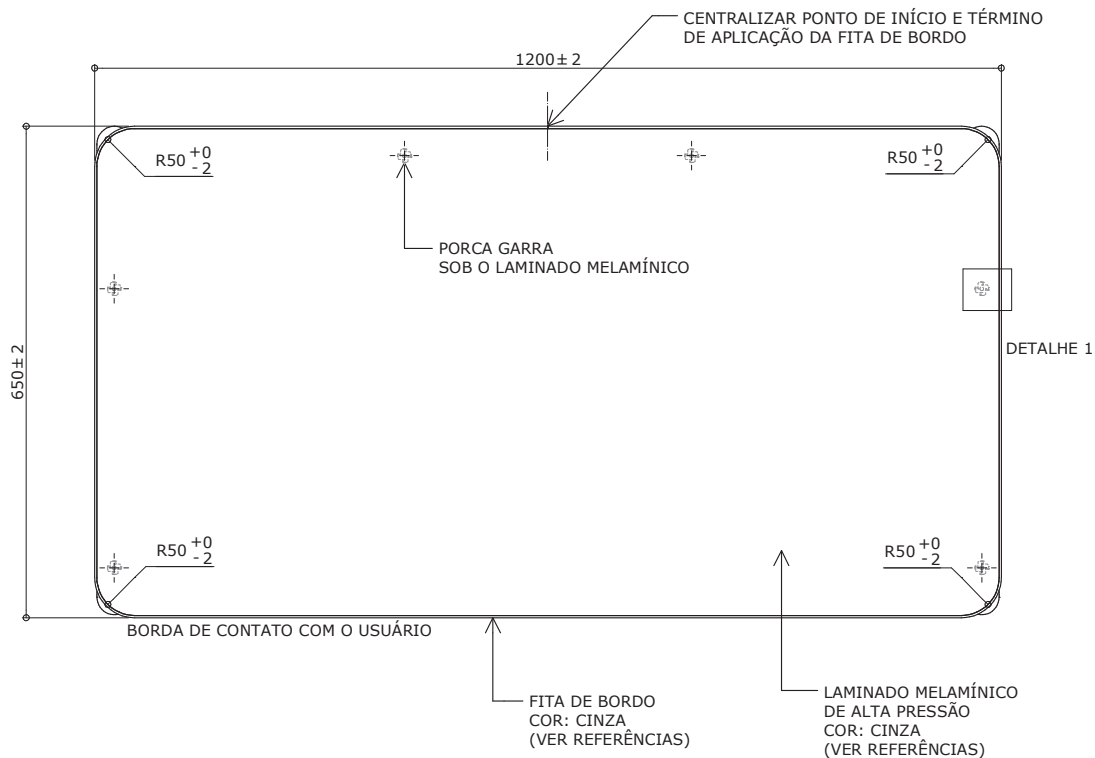 CENTRALIZAR PONTO DE INÍCIO E TÉRMINO
DE APLICAÇÃO DA FITA DE BORDO
1200±2
R50 +0
-2
R50 +0
-2
PORCA GARRA
SOB O LAMINADO MELAMÍNICO
650±2
DETALHE 1
R50 +0
-2
R50 +0
-2
BORDA DE CONTATO COM O USUÁRIO
FITA DE BORDO
COR: CINZA
(VER REFERÊNCIAS)
LAMINADO MELAMÍNICO
DE ALTA PRESSÃO
COR: CINZA
(VER REFERÊNCIAS)